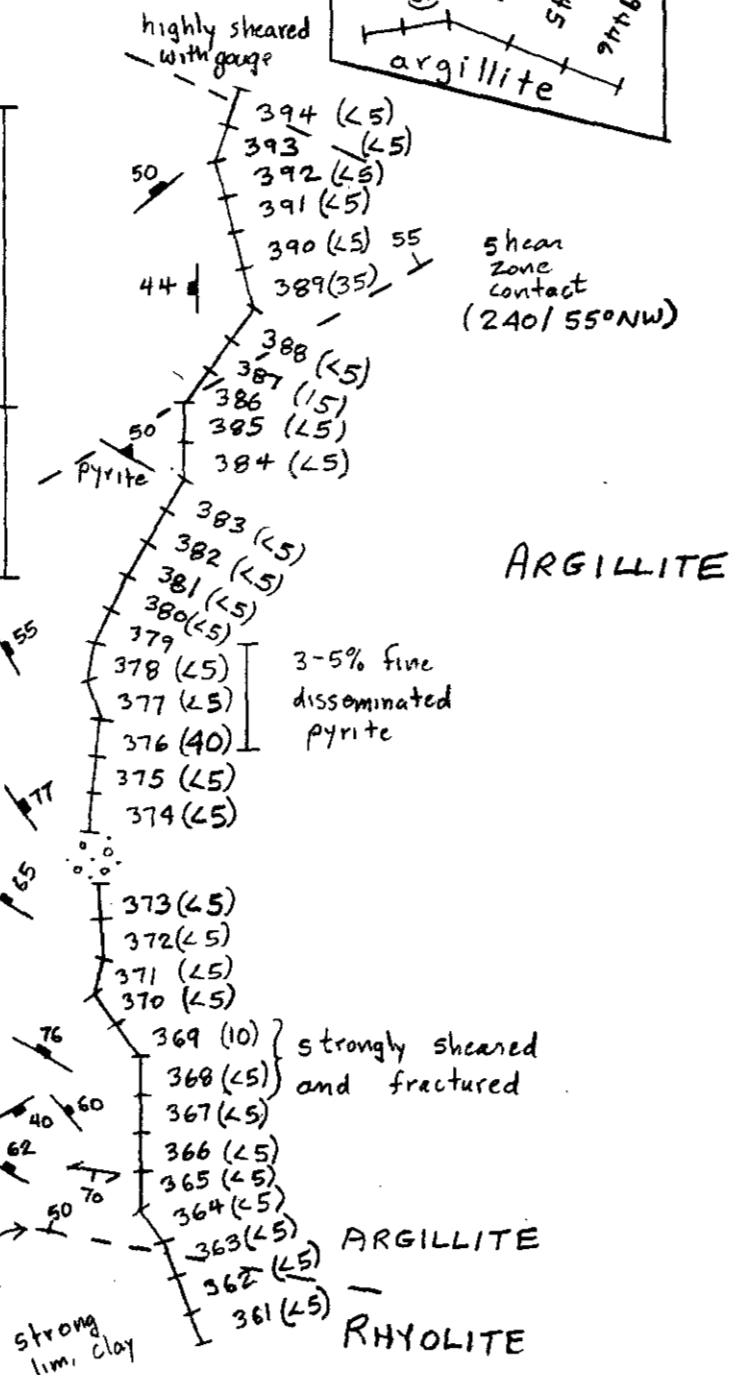 highly sheared
with gouge
45
9446
argillite
394 (<5)
393 (<5)
50
392 (<5)
391 (<5)
390 (<5)
55
shear
zone
contact
(240/55°NW)
44
389 (35)
388 (<5)
387
386 (15)
385 (<5)
50
384 (<5)
pyrite
383 (<5)
382 (<5)
ARGILLITE
381 (<5)
380 (<5)
55
379
378 (<5)
377 (<5)
376 (40)
3-5% fine
disseminated
pyrite
375 (<5)
77
374 (<5)
65
373 (<5)
372 (<5)
371 (<5)
370 (<5)
76
369 (10)
368 (<5)
strongly sheared
and fractured
40
60
367 (<5)
62
366 (<5)
365 (<5)
70
364 (<5)
50
363 (<5)
ARGILLITE
362 (<5)
361 (<5)
RHYOLITE
strong
lim, clay